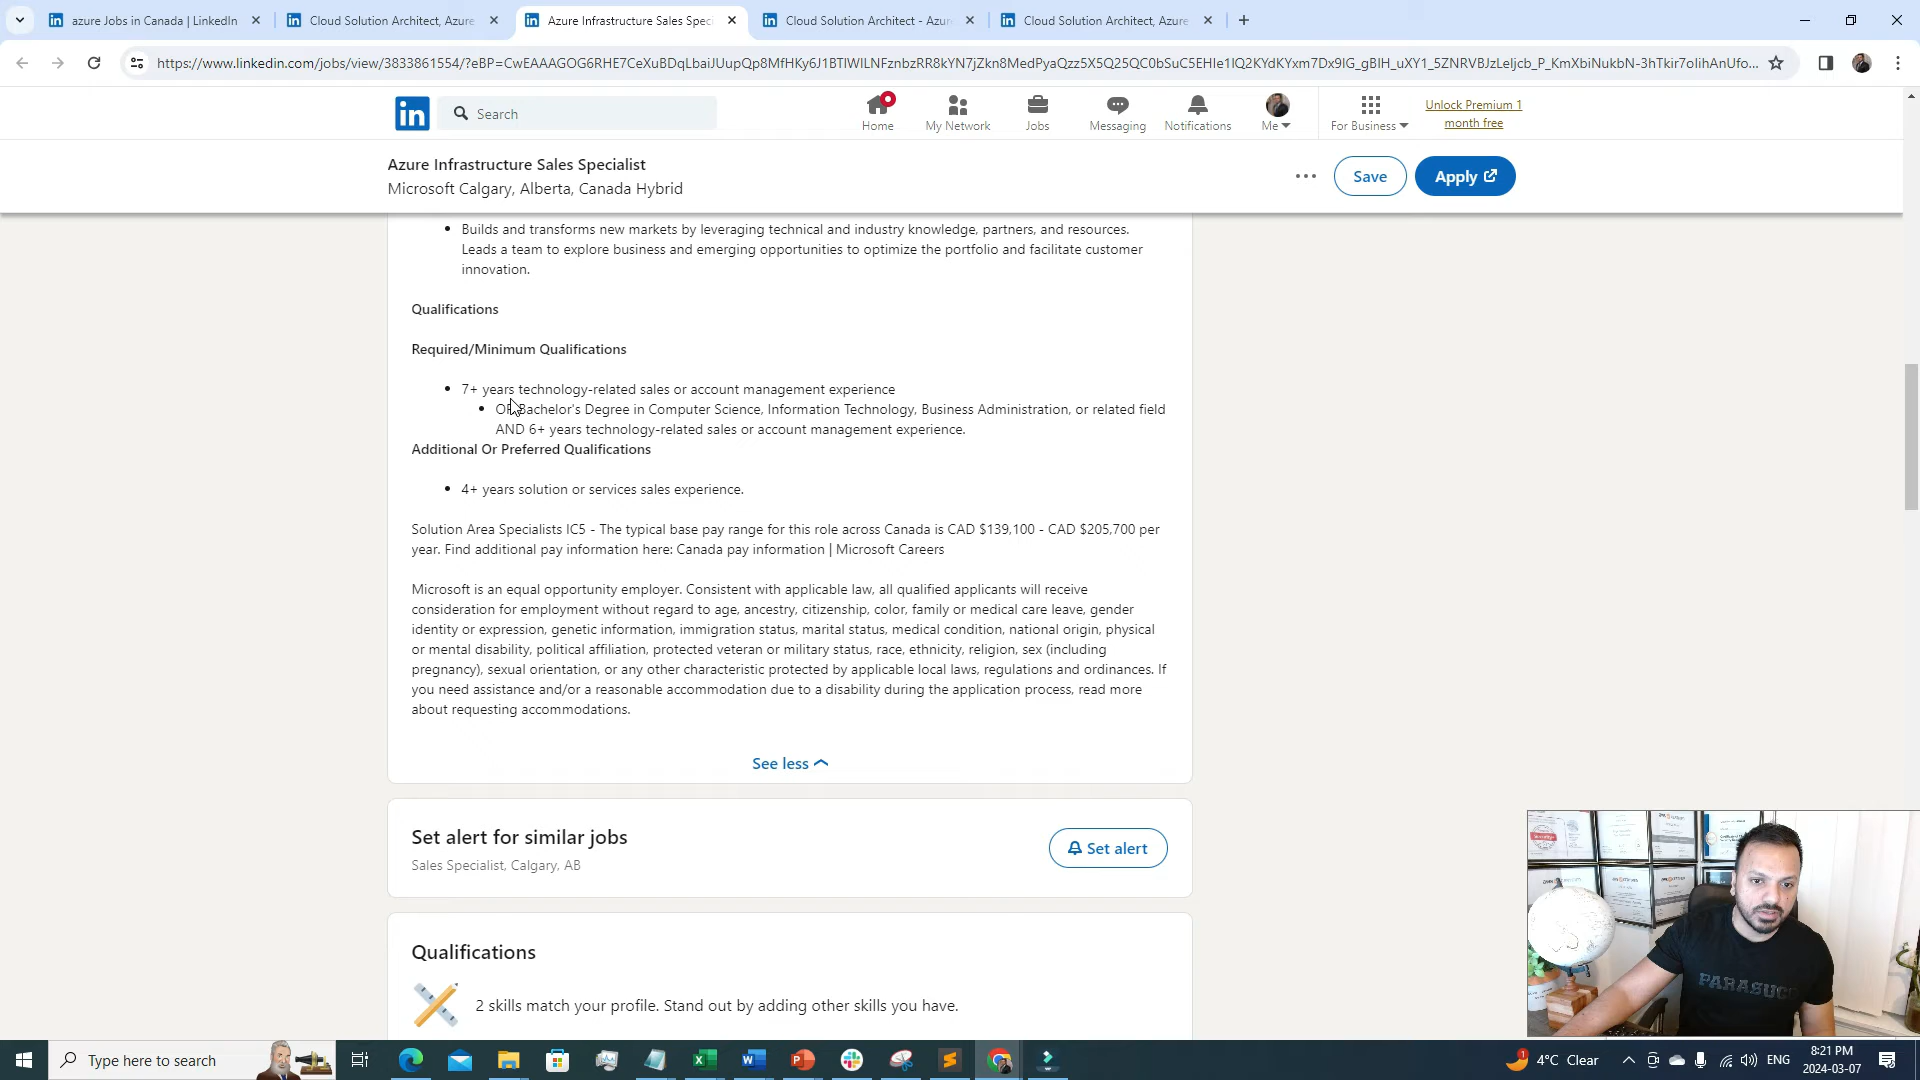 azure Jobs in Canada | LinkedIn
Cloud Solution Architect, Azure
Azure Infrastructure Sales Speci
Cloud Solution Architect - Azur
Cloud Solution Architect, Azure
in
Search
Home
My Network
Jobs
Messaging
Notifications
Me
For Business
Unlock Premium 1
month free
Azure Infrastructure Sales Specialist
Microsoft Calgary, Alberta, Canada Hybrid
Save
Apply
• Builds and transforms new markets by leveraging technical and industry knowledge, partners, and resources.
Leads a team to explore business and emerging opportunities to optimize the portfolio and facilitate customer
innovation.
Qualifications
Required/Minimum Qualifications
• 7+ years technology-related sales or account management experience
• OR Bachelor's Degree in Computer Science, Information Technology, Business Administration, or related field
AND 6+ years technology-related sales or account management experience.
Additional Or Preferred Qualifications
• 4+ years solution or services sales experience.
Solution Area Specialists IC5 - The typical base pay range for this role across Canada is CAD $139,100 - CAD $205,700 per
year. Find additional pay information here: Canada pay information | Microsoft Careers
Microsoft is an equal opportunity employer. Consistent with applicable law, all qualified applicants will receive
consideration for employment without regard to age, ancestry, citizenship, color, family or medical care leave, gender
identity or expression, genetic information, immigration status, marital status, medical condition, national origin, physical
or mental disability, political affiliation, protected veteran or military status, race, ethnicity, religion, sex (including
pregnancy), sexual orientation, or any other characteristic protected by applicable local laws, regulations and ordinances. If
you need assistance and/or a reasonable accommodation due to a disability during the application process, read more
about requesting accommodations.
See less
Set alert for similar jobs
Sales Specialist, Calgary, AB
Set alert
Qualifications
2 skills match your profile. Stand out by adding other skills you have.
Type here to search
4°C Clear
ENG
8:21 PM
2024-03-07